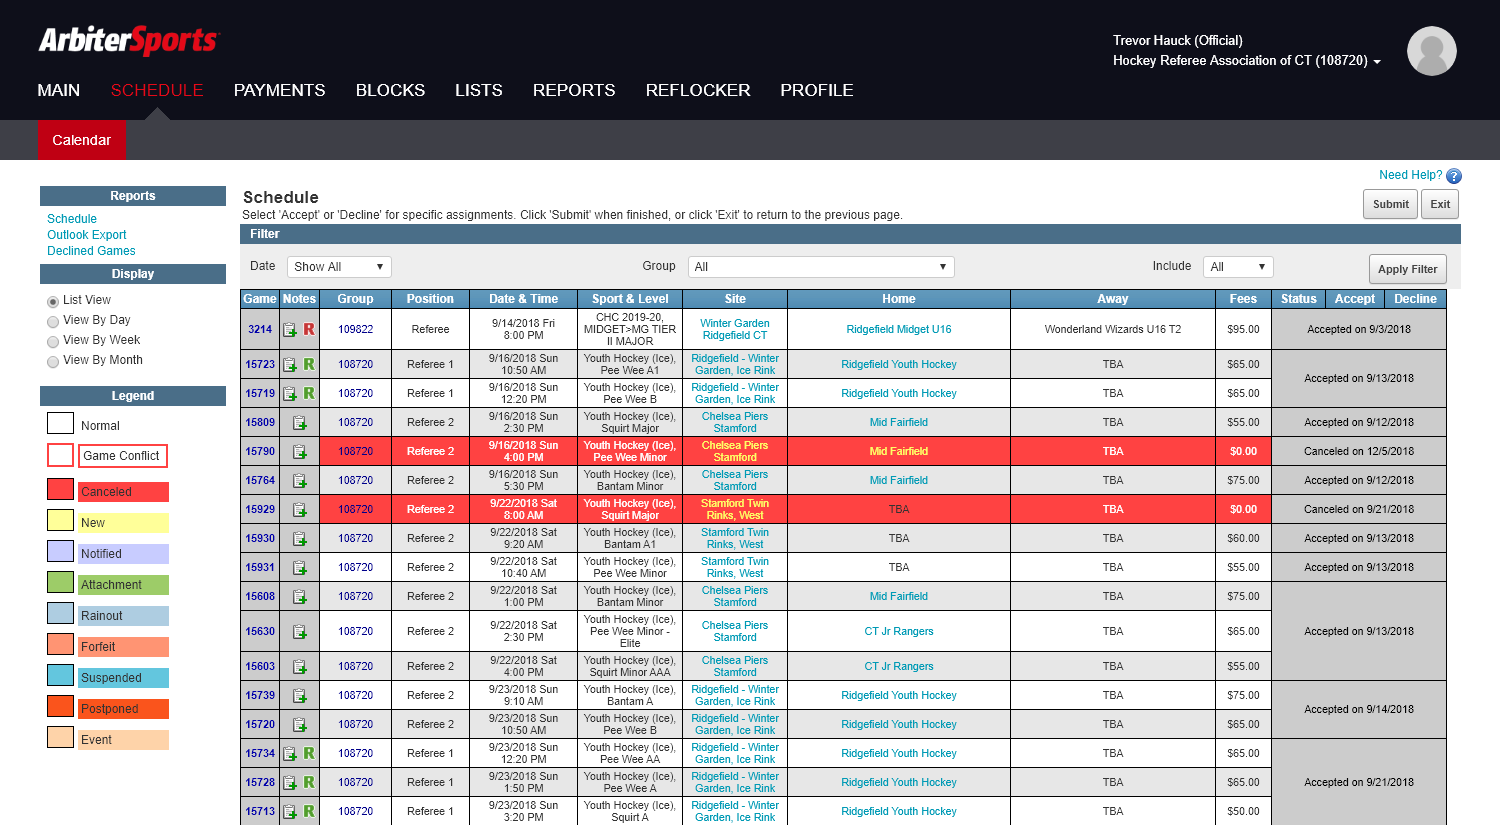 ArbiterSports
Trevor Hauck (Official)
Hockey Referee Association of CT (108720)
MAIN SCHEDULE PAYMENTS BLOCKS LISTS REPORTS REFLOCKER PROFILE
Calendar
Need Help? ?
Reports
Schedule
Outlook Export
Declined Games
Display
List View
View By Day
View By Week
View By Month
Legend
Normal
Game Conflict
Canceled
New
Notified
Attachment
Rainout
Forfeit
Suspended
Postponed
Event
Schedule
Select 'Accept' or 'Decline' for specific assignments. Click 'Submit' when finished, or click 'Exit' to return to the previous page.
Submit Exit
Filter
Date Show All Group All Include All Apply Filter
Game Notes Group Position Date & Time Sport & Level Site Home Away Fees Status Accept Decline
3214 R 109822 Referee 9/14/2018 Fri 8:00 PM CHC 2019-20, MIDGET>MG TIER II MAJOR Winter Garden Ridgefield CT Ridgefield Midget U16 Wonderland Wizards U16 T2 $95.00 Accepted on 9/3/2018
15723 R 108720 Referee 1 9/16/2018 Sun 10:50 AM Youth Hockey (Ice), Pee Wee A1 Ridgefield - Winter Garden, Ice Rink Ridgefield Youth Hockey TBA $65.00 Accepted on 9/13/2018
15719 R 108720 Referee 1 9/16/2018 Sun 12:20 PM Youth Hockey (Ice), Pee Wee B Ridgefield - Winter Garden, Ice Rink Ridgefield Youth Hockey TBA $65.00
15809 108720 Referee 2 9/16/2018 Sun 2:30 PM Youth Hockey (Ice), Squirt Major Chelsea Piers Stamford Mid Fairfield TBA $55.00 Accepted on 9/12/2018
15790 108720 Referee 2 9/16/2018 Sun 4:00 PM Youth Hockey (Ice), Pee Wee Minor Chelsea Piers Stamford Mid Fairfield TBA $0.00 Canceled on 12/5/2018
15764 108720 Referee 2 9/16/2018 Sun 5:30 PM Youth Hockey (Ice), Bantam Minor Chelsea Piers Stamford Mid Fairfield TBA $75.00 Accepted on 9/12/2018
15929 108720 Referee 2 9/22/2018 Sat 8:00 AM Youth Hockey (Ice), Squirt Major Stamford Twin Rinks, West TBA TBA $0.00 Canceled on 9/21/2018
15930 108720 Referee 2 9/22/2018 Sat 9:20 AM Youth Hockey (Ice), Bantam A1 Stamford Twin Rinks, West TBA TBA $60.00 Accepted on 9/13/2018
15931 108720 Referee 2 9/22/2018 Sat 10:40 AM Youth Hockey (Ice), Pee Wee Minor Stamford Twin Rinks, West TBA TBA $55.00 Accepted on 9/13/2018
15608 108720 Referee 2 9/22/2018 Sat 1:00 PM Youth Hockey (Ice), Bantam Minor Chelsea Piers Stamford Mid Fairfield TBA $75.00
15630 108720 Referee 2 9/22/2018 Sat 2:30 PM Youth Hockey (Ice), Pee Wee Minor - Elite Chelsea Piers Stamford CT Jr Rangers TBA $65.00 Accepted on 9/13/2018
15603 108720 Referee 2 9/22/2018 Sat 4:00 PM Youth Hockey (Ice), Squirt Minor AAA Chelsea Piers Stamford CT Jr Rangers TBA $55.00
15739 108720 Referee 2 9/23/2018 Sun 9:10 AM Youth Hockey (Ice), Bantam A Ridgefield - Winter Garden, Ice Rink Ridgefield Youth Hockey TBA $75.00 Accepted on 9/14/2018
15720 108720 Referee 2 9/23/2018 Sun 10:50 AM Youth Hockey (Ice), Pee Wee B Ridgefield - Winter Garden, Ice Rink Ridgefield Youth Hockey TBA $65.00
15734 R 108720 Referee 1 9/23/2018 Sun 12:20 PM Youth Hockey (Ice), Pee Wee AA Ridgefield - Winter Garden, Ice Rink Ridgefield Youth Hockey TBA $65.00
15728 R 108720 Referee 1 9/23/2018 Sun 1:50 PM Youth Hockey (Ice), Pee Wee A Ridgefield - Winter Garden, Ice Rink Ridgefield Youth Hockey TBA $65.00 Accepted on 9/21/2018
15713 R 108720 Referee 1 9/23/2018 Sun 3:20 PM Youth Hockey (Ice), Squirt A Ridgefield - Winter Garden, Ice Rink Ridgefield Youth Hockey TBA $50.00